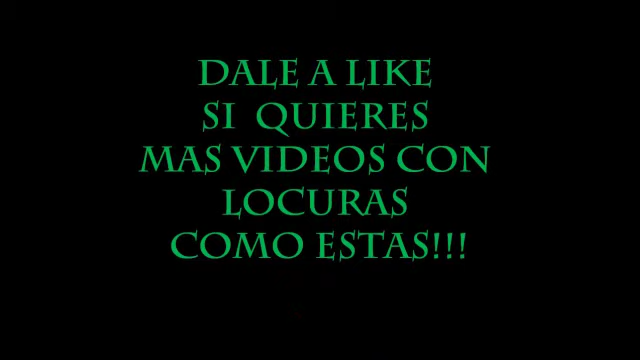 DALE A LIKE
SI QUIERES
MAS VIDEOS CON
LOCURAS
COMO ESTAS!!!